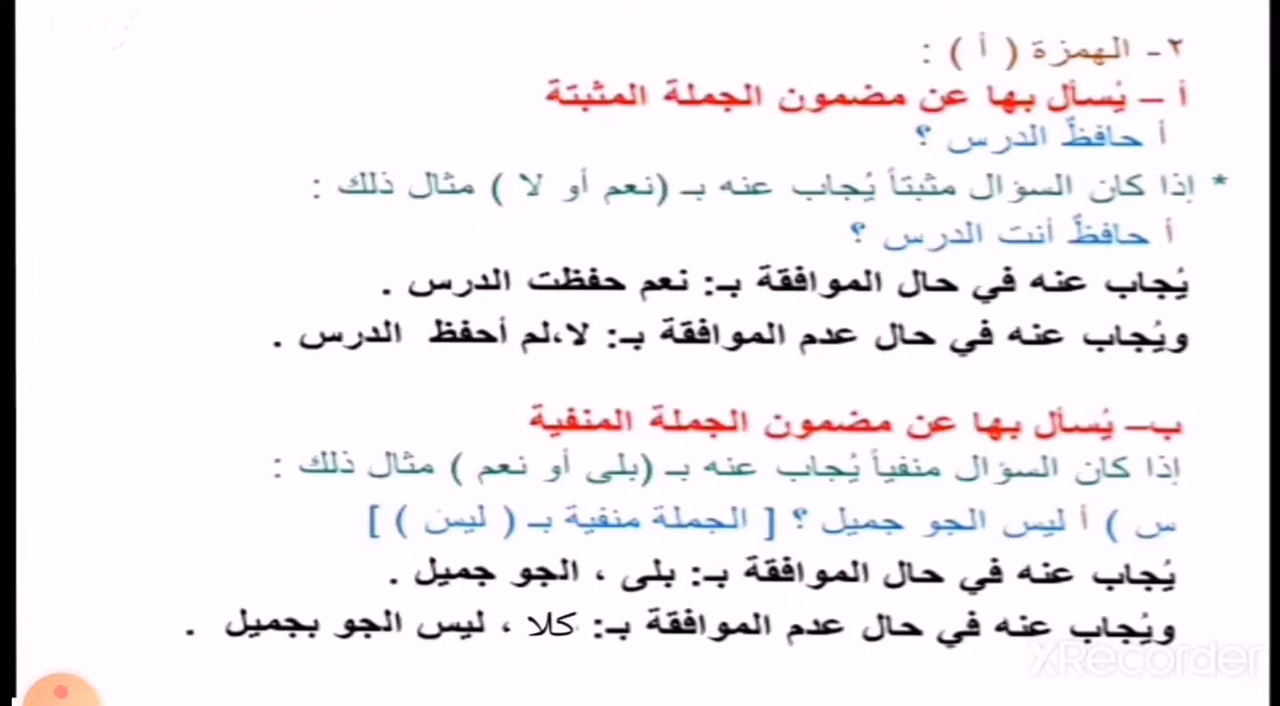 ٢- الهمزة ( أ ) :
أ – يُسأل بها عن مضمون الجملة المثبتة
أ حافظٌ الدرس ؟
* إذا كان السؤال مثبتاً يُجاب عنه بـ (نعم أو لا ) مثال ذلك :
أ حافظٌ أنت الدرس ؟
يُجاب عنه في حال الموافقة بـ: نعم حفظت الدرس .
ويُجاب عنه في حال عدم الموافقة بـ: لا،لم أحفظ الدرس .
ب– يُسأل بها عن مضمون الجملة المنفية
إذا كان السؤال منفياً يُجاب عنه بـ (بلى أو نعم ) مثال ذلك :
س ) أ ليس الجو جميل ؟ [ الجملة منفية بـ ( ليس ) ]
يُجاب عنه في حال الموافقة بـ: بلى ، الجو جميل .
ويُجاب عنه في حال عدم الموافقة بـ: كلا ، ليس الجو بجميل .
XRecorder